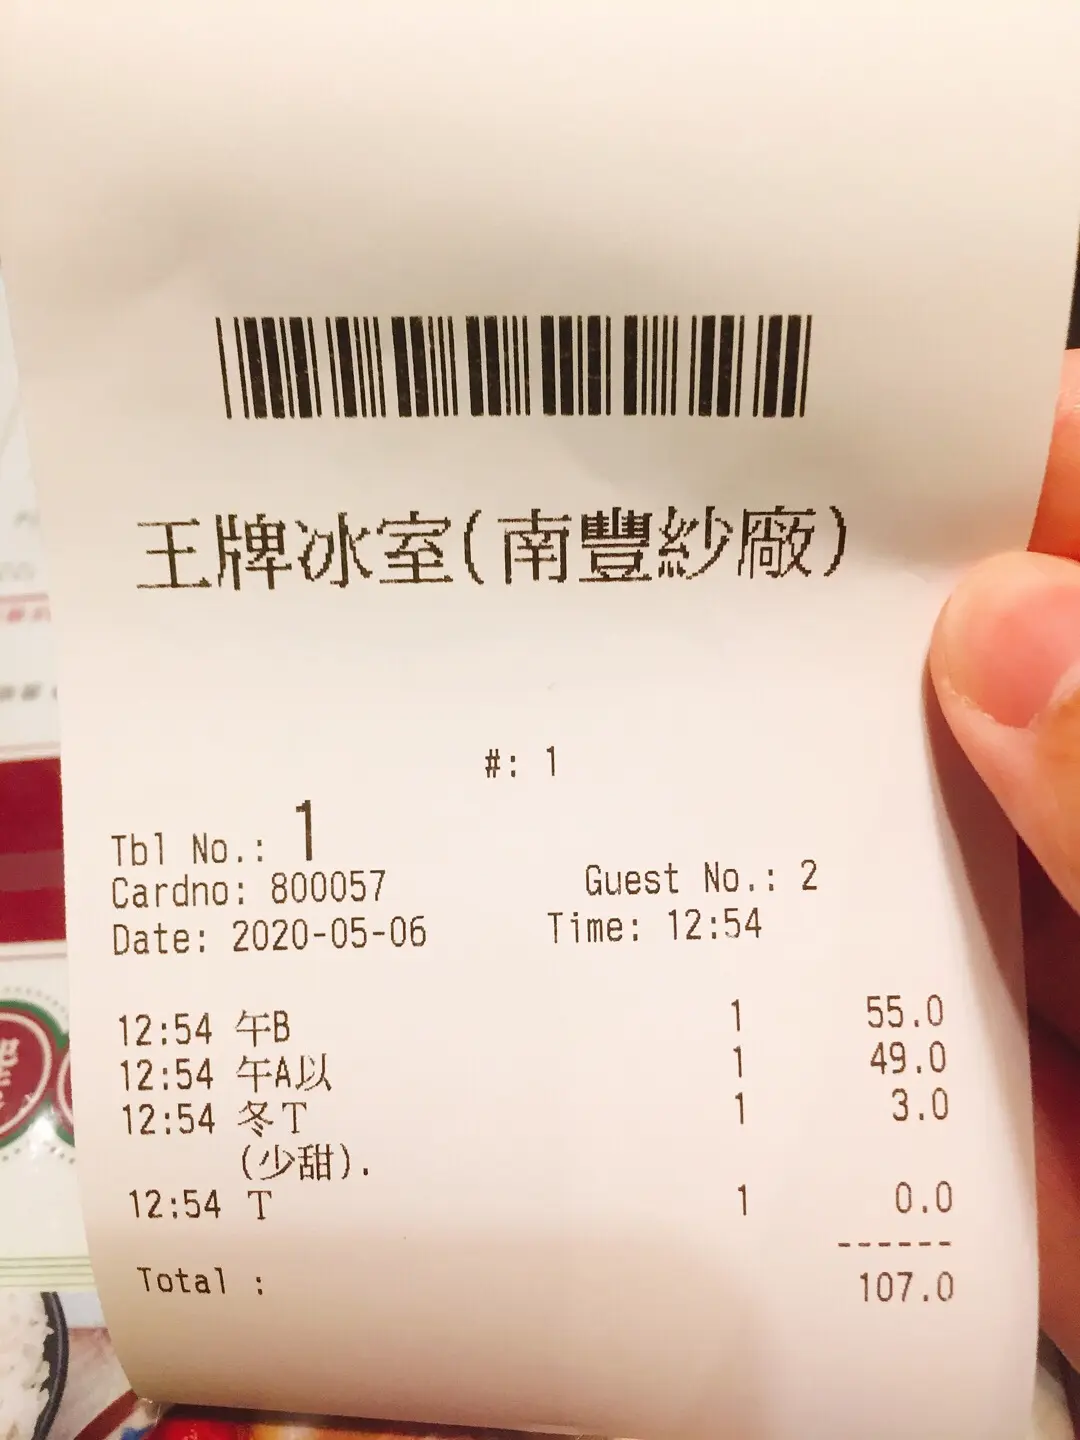 王牌冰室(南豐紗廠)
#: 1
Tbl No.: 1
Cardno: 800057 Guest No.: 2
Date: 2020-05-06 Time: 12:54
12:54 午B 1 55.0
12:54 午A以 1 49.0
12:54 冬T 1 3.0
(少甜).
12:54 T 1 0.0
------
Total : 107.0